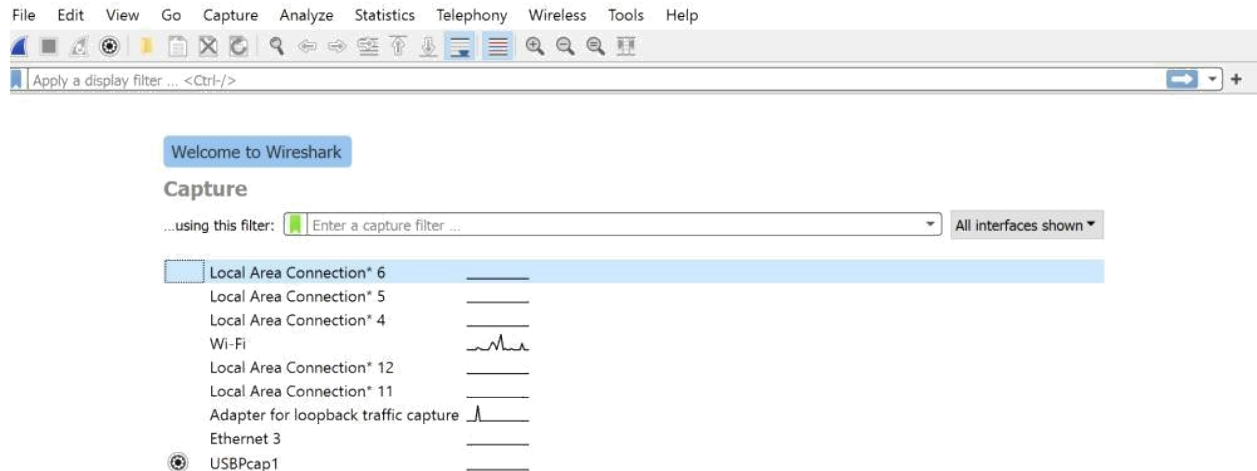 File Edit View Go Capture Analyze Statistics Telephony Wireless Tools Help
Apply a display filter ... <Ctrl-/>
+
Welcome to Wireshark
Capture
...using this filter: Enter a capture filter ... All interfaces shown
Local Area Connection* 6
Local Area Connection* 5
Local Area Connection* 4
Wi-Fi
Local Area Connection* 12
Local Area Connection* 11
Adapter for loopback traffic capture
Ethernet 3
USBPcap1